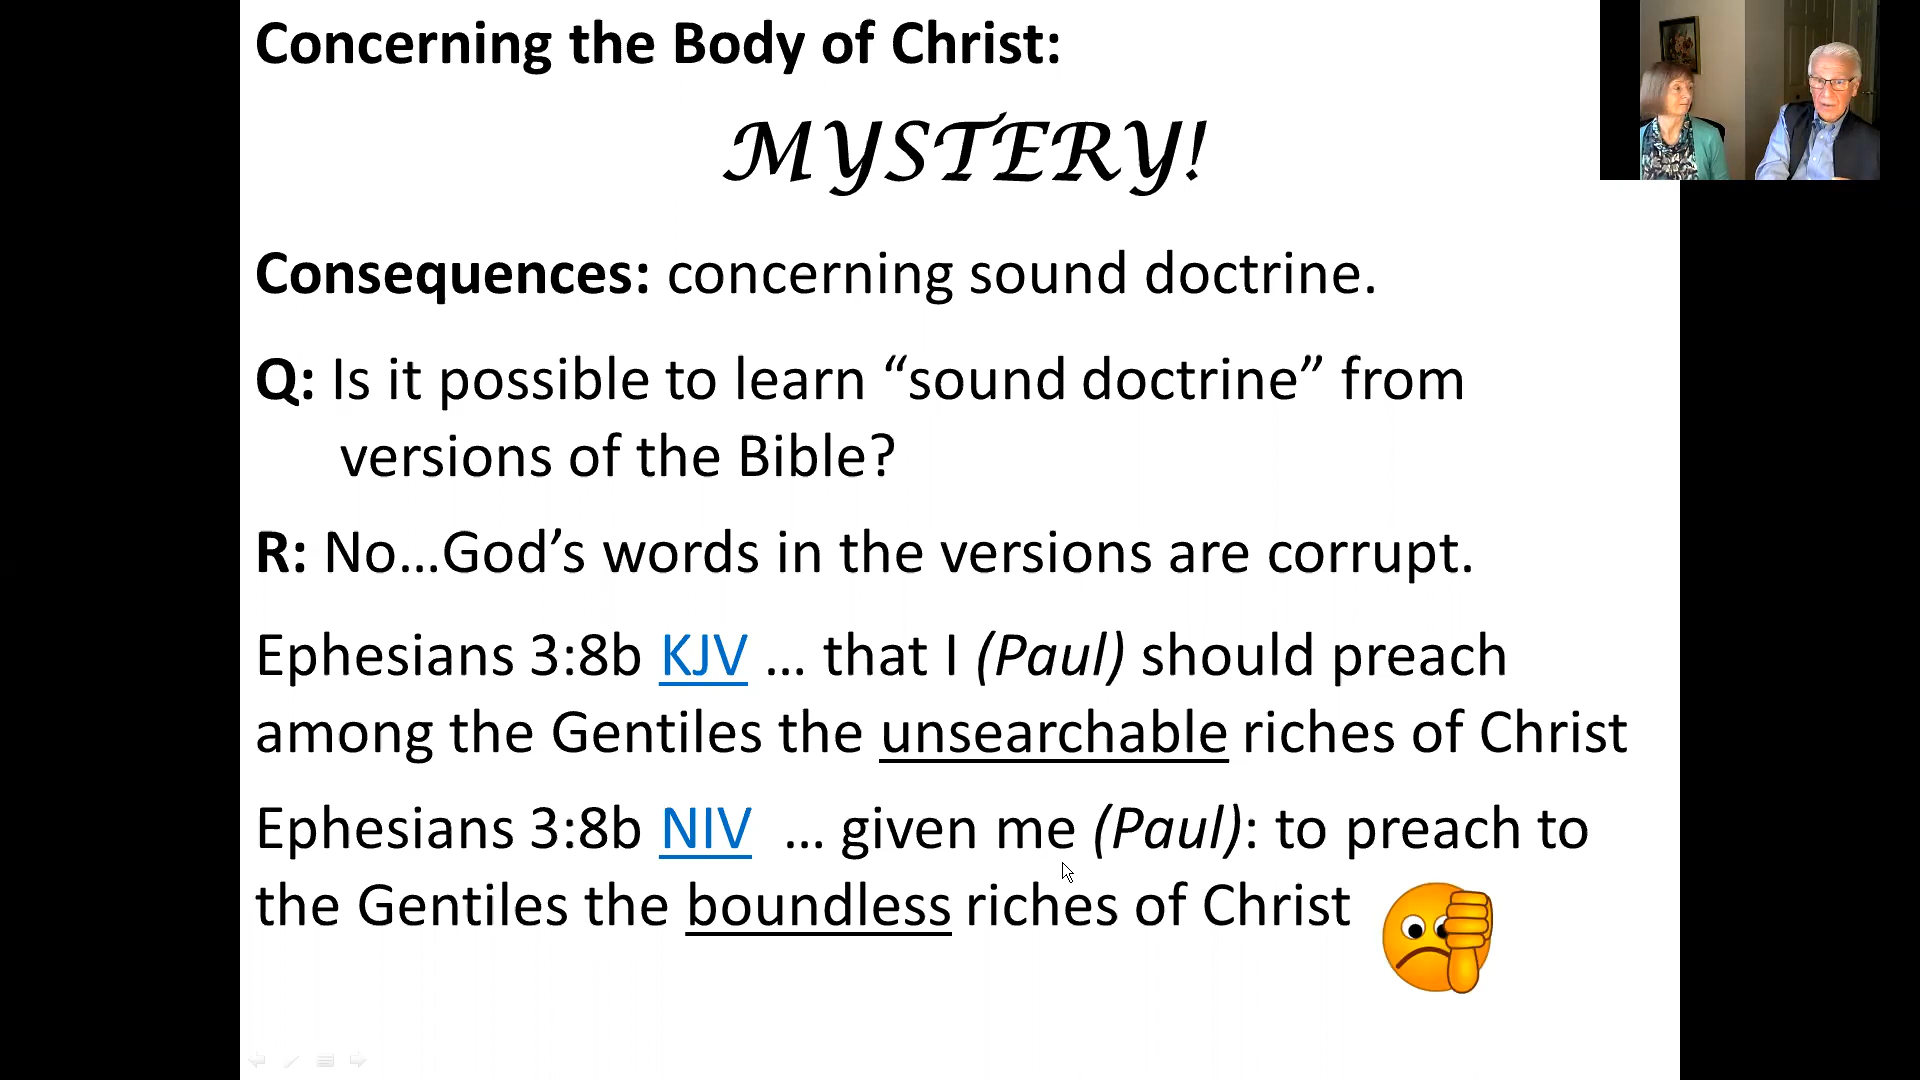 Concerning the Body of Christ:
MYSTERY!
Consequences: concerning sound doctrine.
Q: Is it possible to learn “sound doctrine” from
versions of the Bible?
R: No…God’s words in the versions are corrupt.
Ephesians 3:8b KJV … that I (Paul) should preach
among the Gentiles the unsearchable riches of Christ
Ephesians 3:8b NIV … given me (Paul): to preach to
the Gentiles the boundless riches of Christ